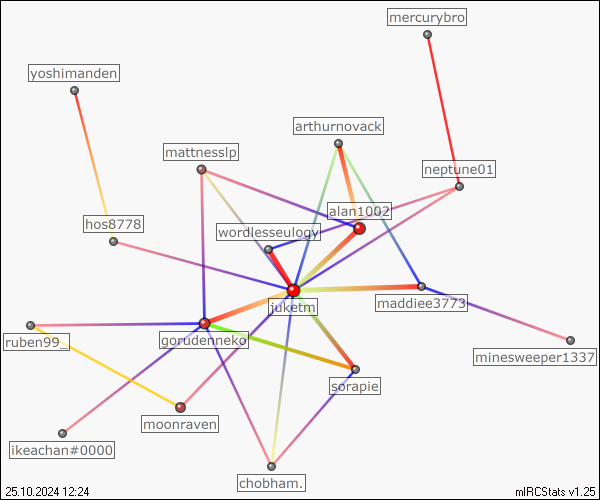 mercurybro
yoshimanden
arthurnovack
mattnesslp
neptune01
alan1002
hos8778
wordlesseulogy
juketm
maddiee3773
gorudenneko
ruben99_
minesweeper1337
sorapie
moonraven
ikeachan#0000
chobham.
25.10.2024 12:24
mIRCStats v1.25